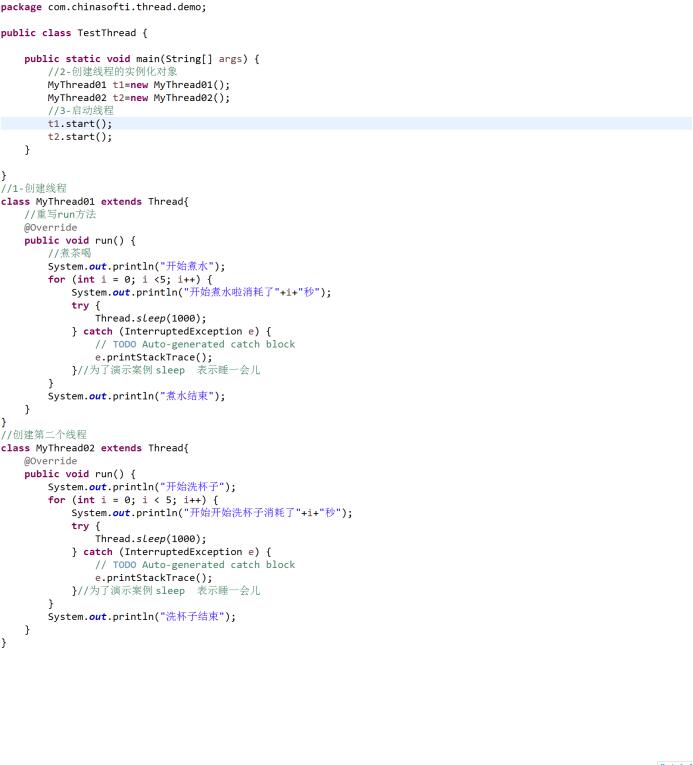 package com.chinasofti.thread.demo;
public class TestThread {
public static void main(String[] args) {
//2-创建线程的实例化对象
MyThread01 t1=new MyThread01();
MyThread02 t2=new MyThread02();
//3-启动线程
t1.start();
t2.start();
}
}
//1-创建线程
class MyThread01 extends Thread{
//重写run方法
@Override
public void run() {
//煮茶喝
System.out.println("开始煮水");
for (int i = 0; i <5; i++) {
System.out.println("开始煮水啦消耗了"+i+"秒");
try {
Thread.sleep(1000);
} catch (InterruptedException e) {
// TODO Auto-generated catch block
e.printStackTrace();
}//为了演示案例 sleep  表示睡一会儿
}
System.out.println("煮水结束");
}
}
//创建第二个线程
class MyThread02 extends Thread{
@Override
public void run() {
System.out.println("开始洗杯子");
for (int i = 0; i < 5; i++) {
System.out.println("开始开始洗杯子消耗了"+i+"秒");
try {
Thread.sleep(1000);
} catch (InterruptedException e) {
// TODO Auto-generated catch block
e.printStackTrace();
}//为了演示案例 sleep  表示睡一会儿
}
System.out.println("洗杯子结束");
}
}